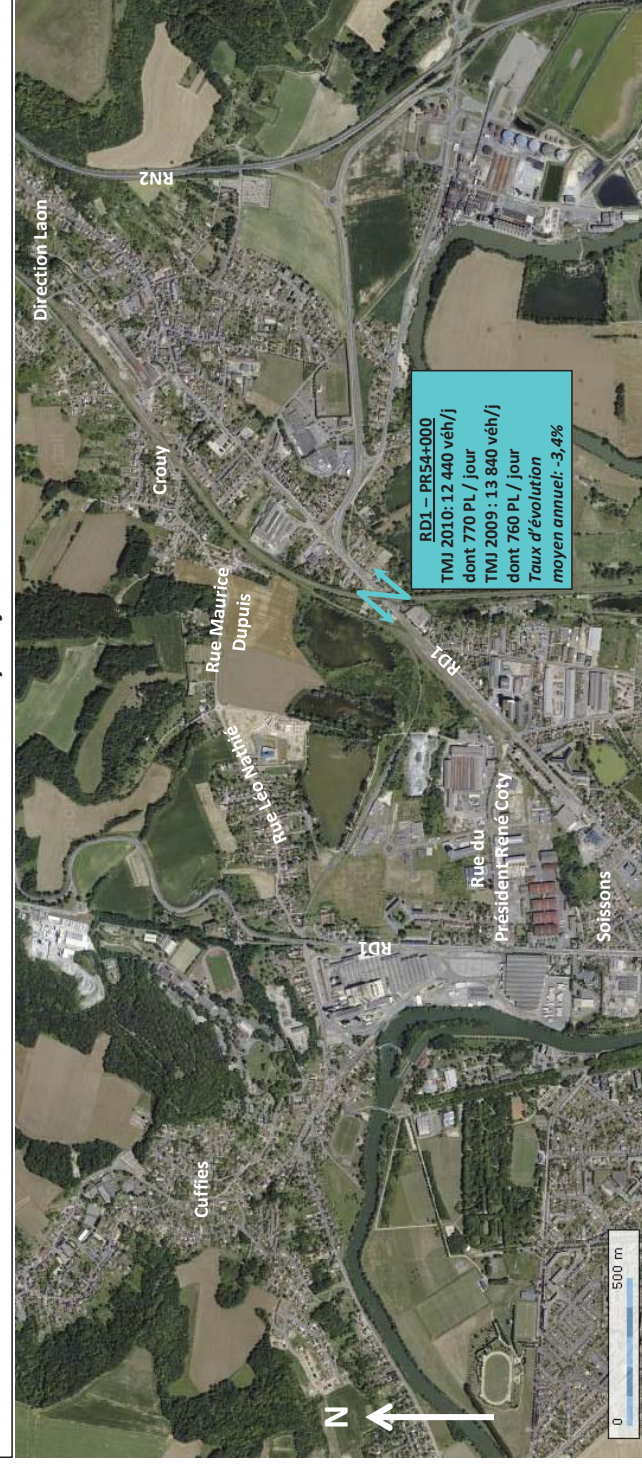 Direction Laon
RN2
Crouy
Rue Maurice
Dupuis
Rue Léo Nathié
RD1 – PR54+000
TMJ 2010: 12 440 véh/j
dont 770 PL / jour
TMJ 2009 : 13 840 véh/j
dont 760 PL / jour
Taux d'évolution
moyen annuel: -3,4%
RD1
Rue du
Président René Coty
RD1
Soissons
Cuffies
N
0 500 m